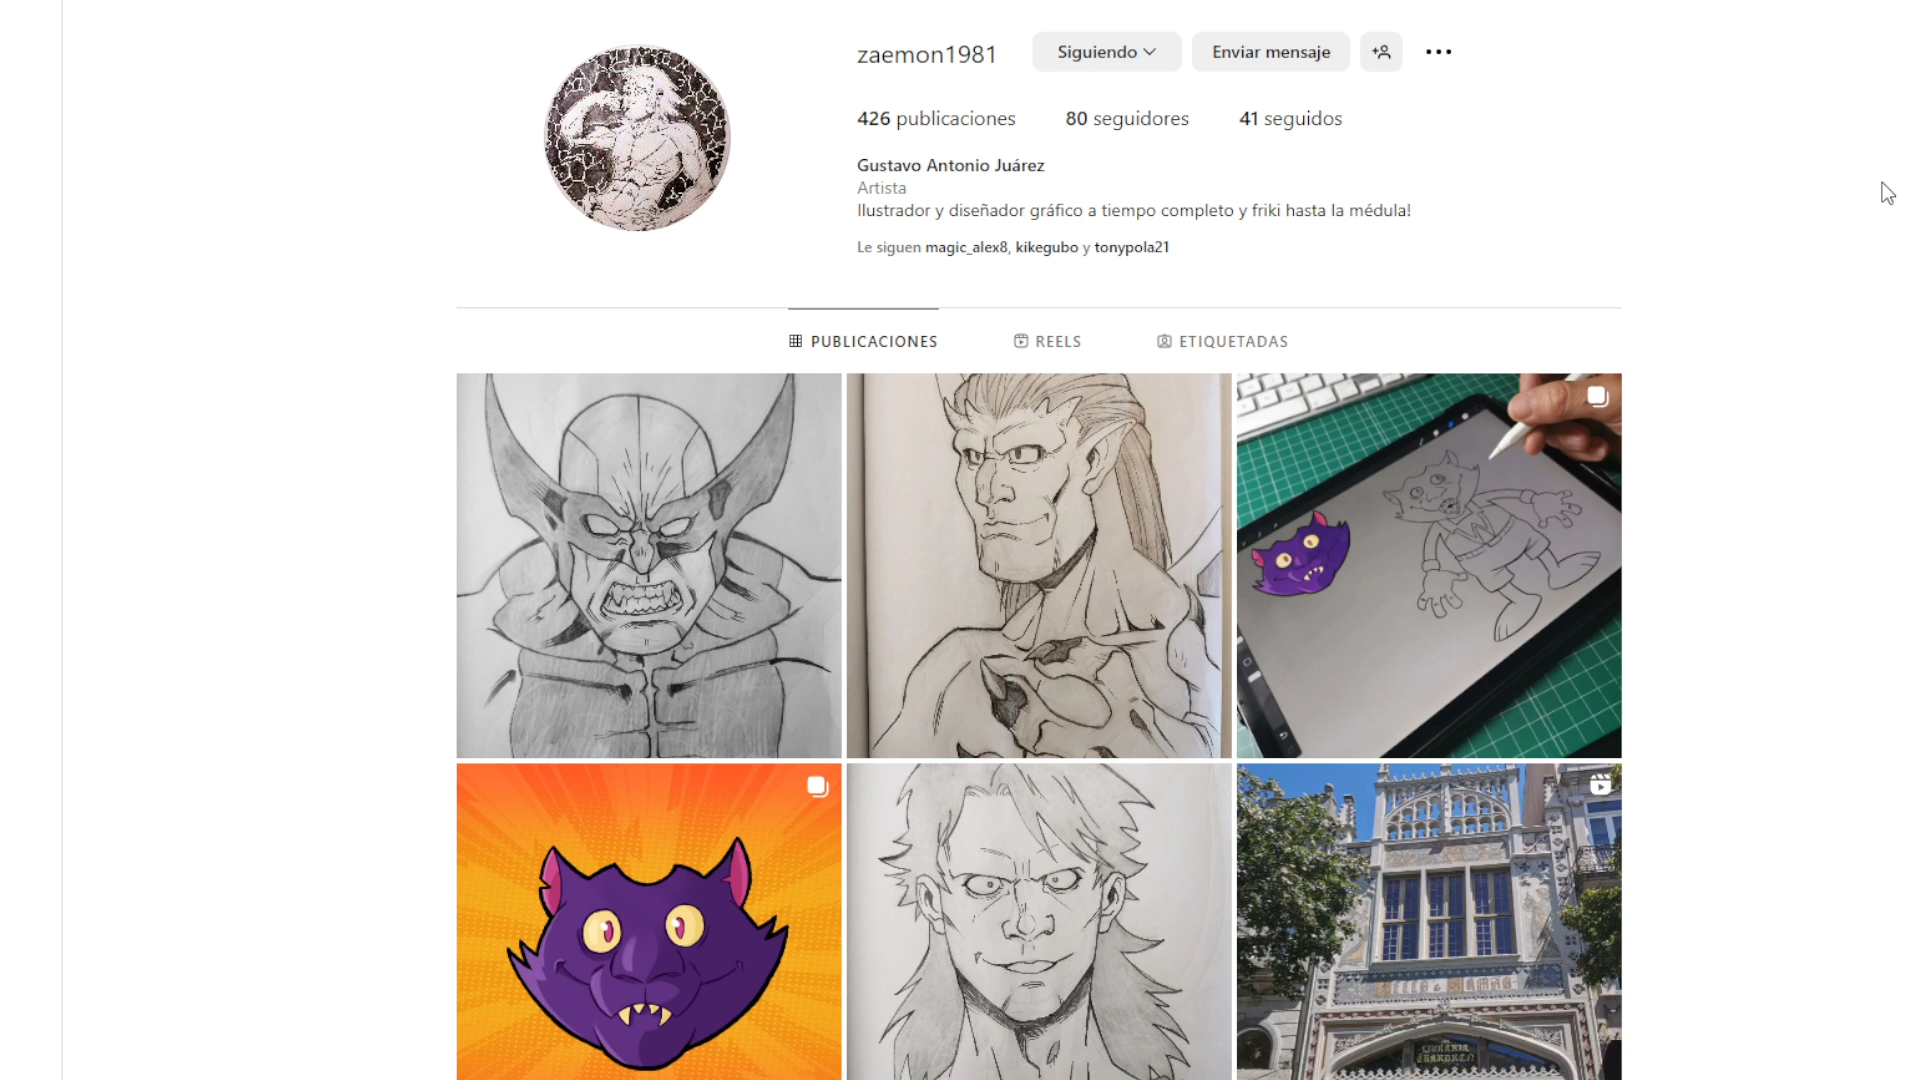 zaemon1981
Siguiendo
Enviar mensaje
426 publicaciones
80 seguidores
41 seguidos
Gustavo Antonio Juárez
Artista
Ilustrador y diseñador gráfico a tiempo completo y friki hasta la médula!
Le siguen magic_alex8, kikegubo y tonypola21
PUBLICACIONES
REELS
ETIQUETADAS